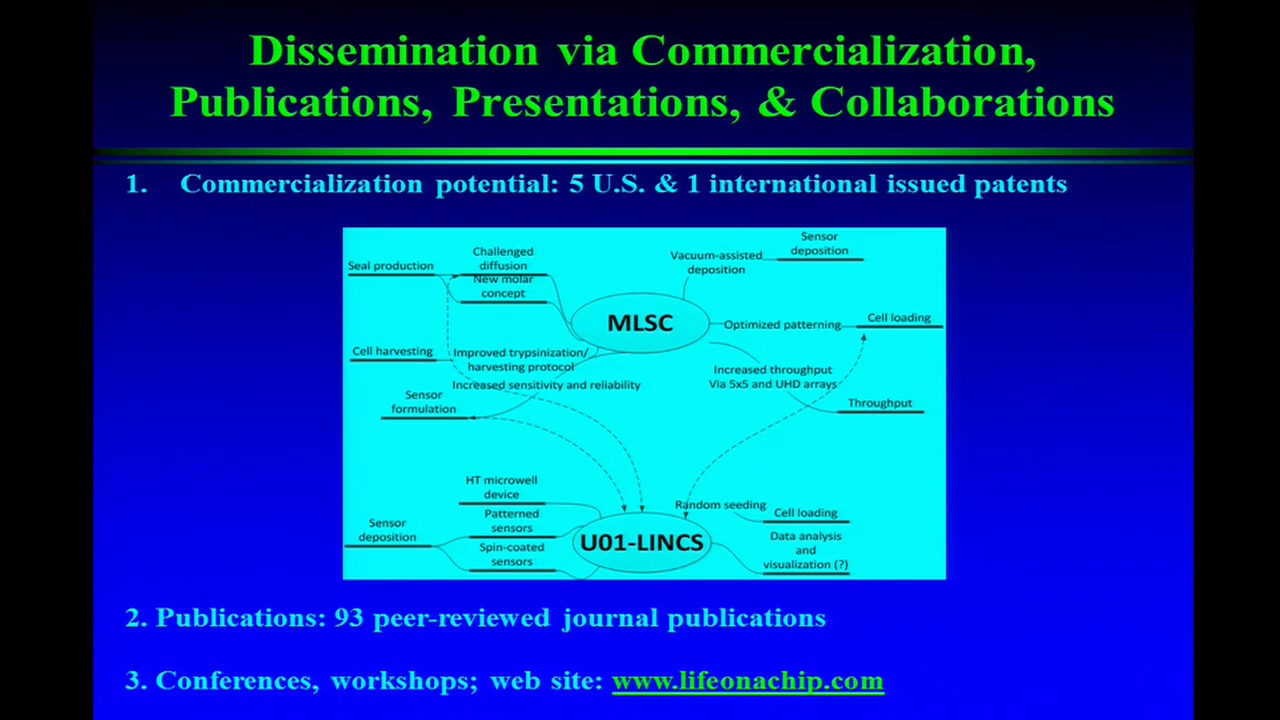 Dissemination via Commercialization,
Publications, Presentations, & Collaborations
1. Commercialization potential: 5 U.S. & 1 international issued patents
Seal production
Challenged
diffusion
New molar
concept
Cell harvesting
Improved trypsinization/
harvesting protocol
Increased sensitivity and reliability
Sensor
formulation
MLSC
Vacuum-assisted
deposition
Sensor
deposition
Optimized patterning
Cell loading
Increased throughput
Via 5x5 and UHD arrays
Throughput
HT microwell
device
Patterned
sensors
Sensor
deposition
Spin-coated
sensors
U01-LINCS
Random seeding
Cell loading
Data analysis
and
visualization (?)
2. Publications: 93 peer-reviewed journal publications
3. Conferences, workshops; web site: www.lifeonachip.com